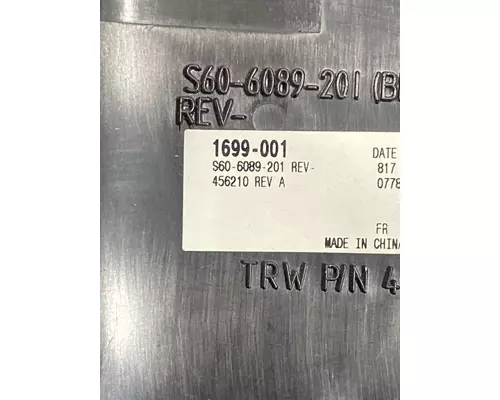 S60-6089-201 (B
REV-
1699-001 DATE
S60-6089-201 REV- 817
456210 REV A 0778
FR
MADE IN CHINA
TRW P/N 4